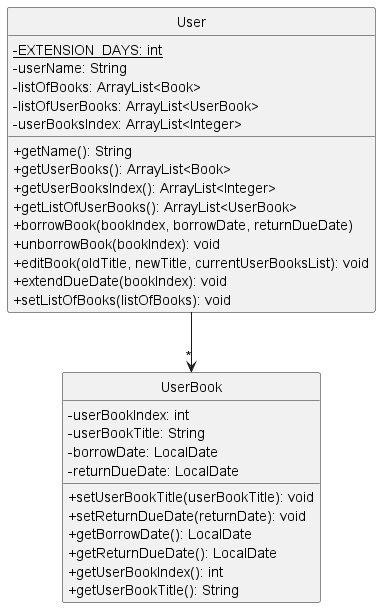 User
-EXTENSION_DAYS: int
-userName: String
-listOfBooks: ArrayList<Book>
-listOfUserBooks: ArrayList<UserBook>
-userBooksIndex: ArrayList<Integer>
+getName(): String
+getUserBooks(): ArrayList<Book>
+getUserBooksIndex(): ArrayList<Integer>
+getListOfUserBooks(): ArrayList<UserBook>
+borrowBook(bookIndex, borrowDate, returnDueDate)
+unborrowBook(bookIndex): void
+editBook(oldTitle, newTitle, currentUserBooksList): void
+extendDueDate(bookIndex): void
+setListOfBooks(listOfBooks): void
*
UserBook
-userBookIndex: int
-userBookTitle: String
-borrowDate: LocalDate
-returnDueDate: LocalDate
+setUserBookTitle(userBookTitle): void
+setReturnDueDate(returnDate): void
+getBorrowDate(): LocalDate
+getReturnDueDate(): LocalDate
+getUserBookIndex(): int
+getUserBookTitle(): String